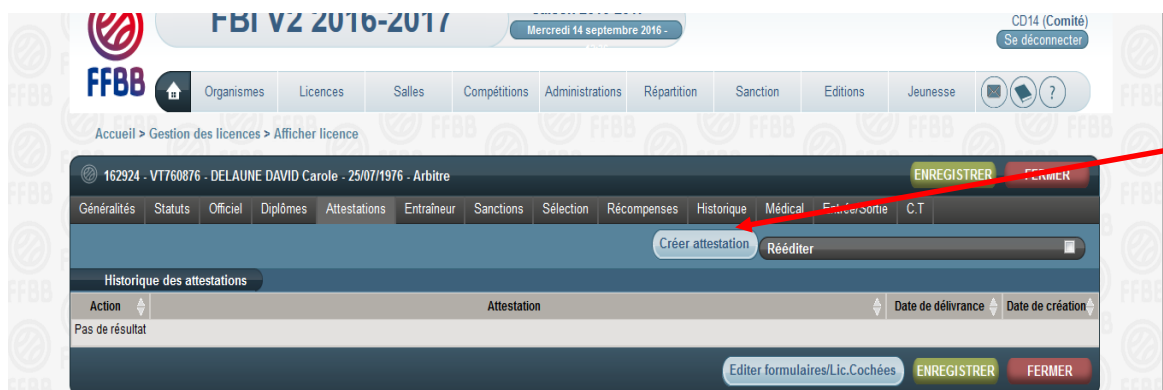 FBI V2 2016-2017
Mercredi 14 septembre 2016 -
CD14 (Comité)
Se déconnecter
FFBB
Organismes Licences Salles Compétitions Administrations Répartition Sanction Editions Jeunesse ?
Accueil > Gestion des licences > Afficher licence
162924 - VT760876 - DELAUNE DAVID Carole - 25/07/1976 - Arbitre ENREGISTRER FERMER
Généralités Statuts Officiel Diplômes Attestations Entraîneur Sanctions Sélection Récompenses Historique Médical Entrée/Sortie C.T
Créer attestation Rééditer
Historique des attestations
Action Attestation Date de délivrance Date de création
Pas de résultat
Editer formulaires/Lic.Cochées ENREGISTRER FERMER